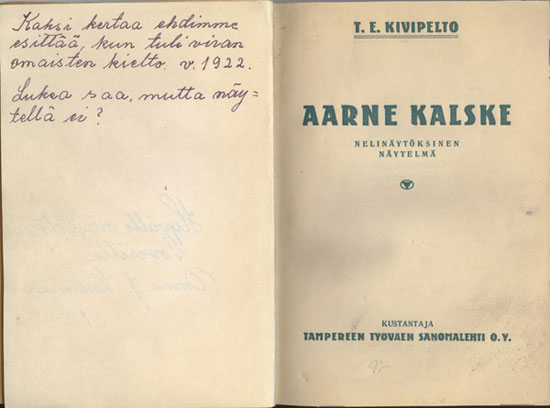 Kaksi kertaa ehdimme
esittää, kun tuli viran
omaisten kielto v. 1922.
Lukea saa, mutta näy=
tellä ei?
T. E. KIVIPELTO
AARNE KALSKE
NELINÄYTÖKSINEN
NÄYTELMÄ
KUSTANTAJA
TAMPEREEN TYÖVÄEN SANOMALEHTI O. Y.